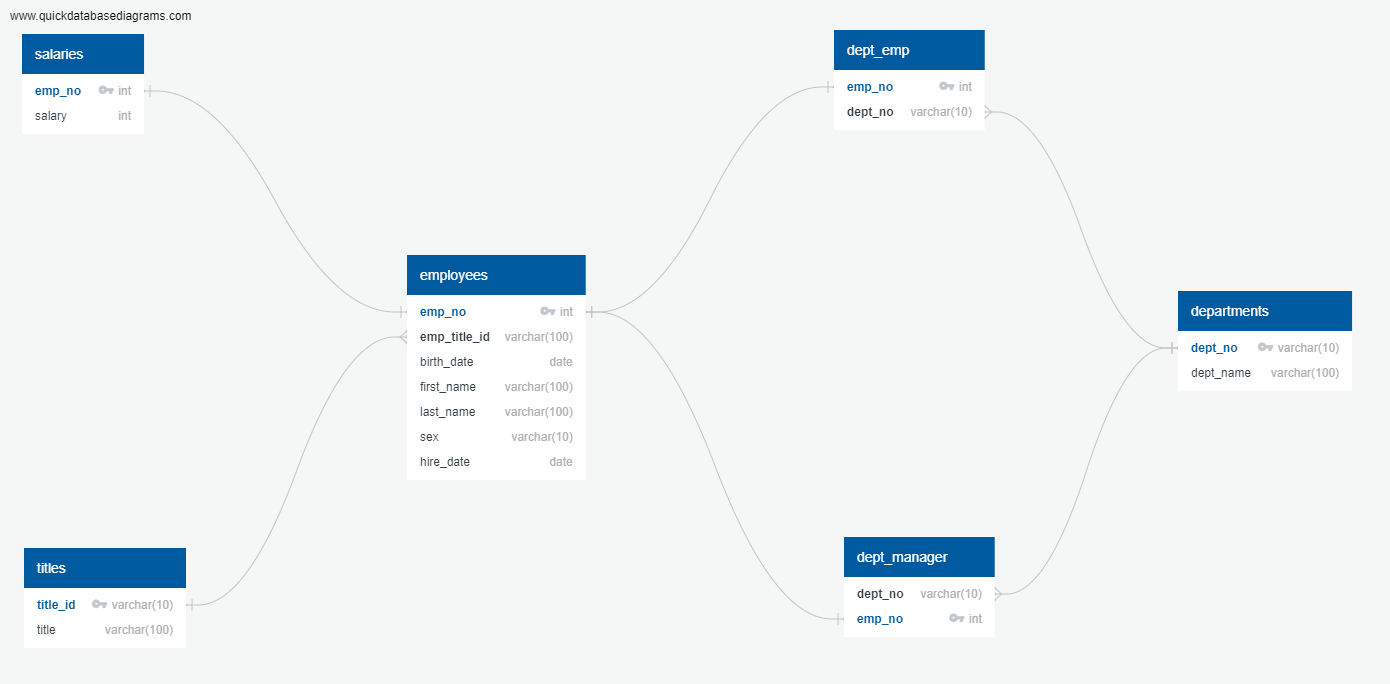 www.quickdatabasediagrams.com
salaries
emp_no int
salary int
dept_emp
emp_no int
dept_no varchar(10)
employees
emp_no int
emp_title_id varchar(100)
birth_date date
first_name varchar(100)
last_name varchar(100)
sex varchar(10)
hire_date date
departments
dept_no varchar(10)
dept_name varchar(100)
titles
title_id varchar(10)
title varchar(100)
dept_manager
dept_no varchar(10)
emp_no int